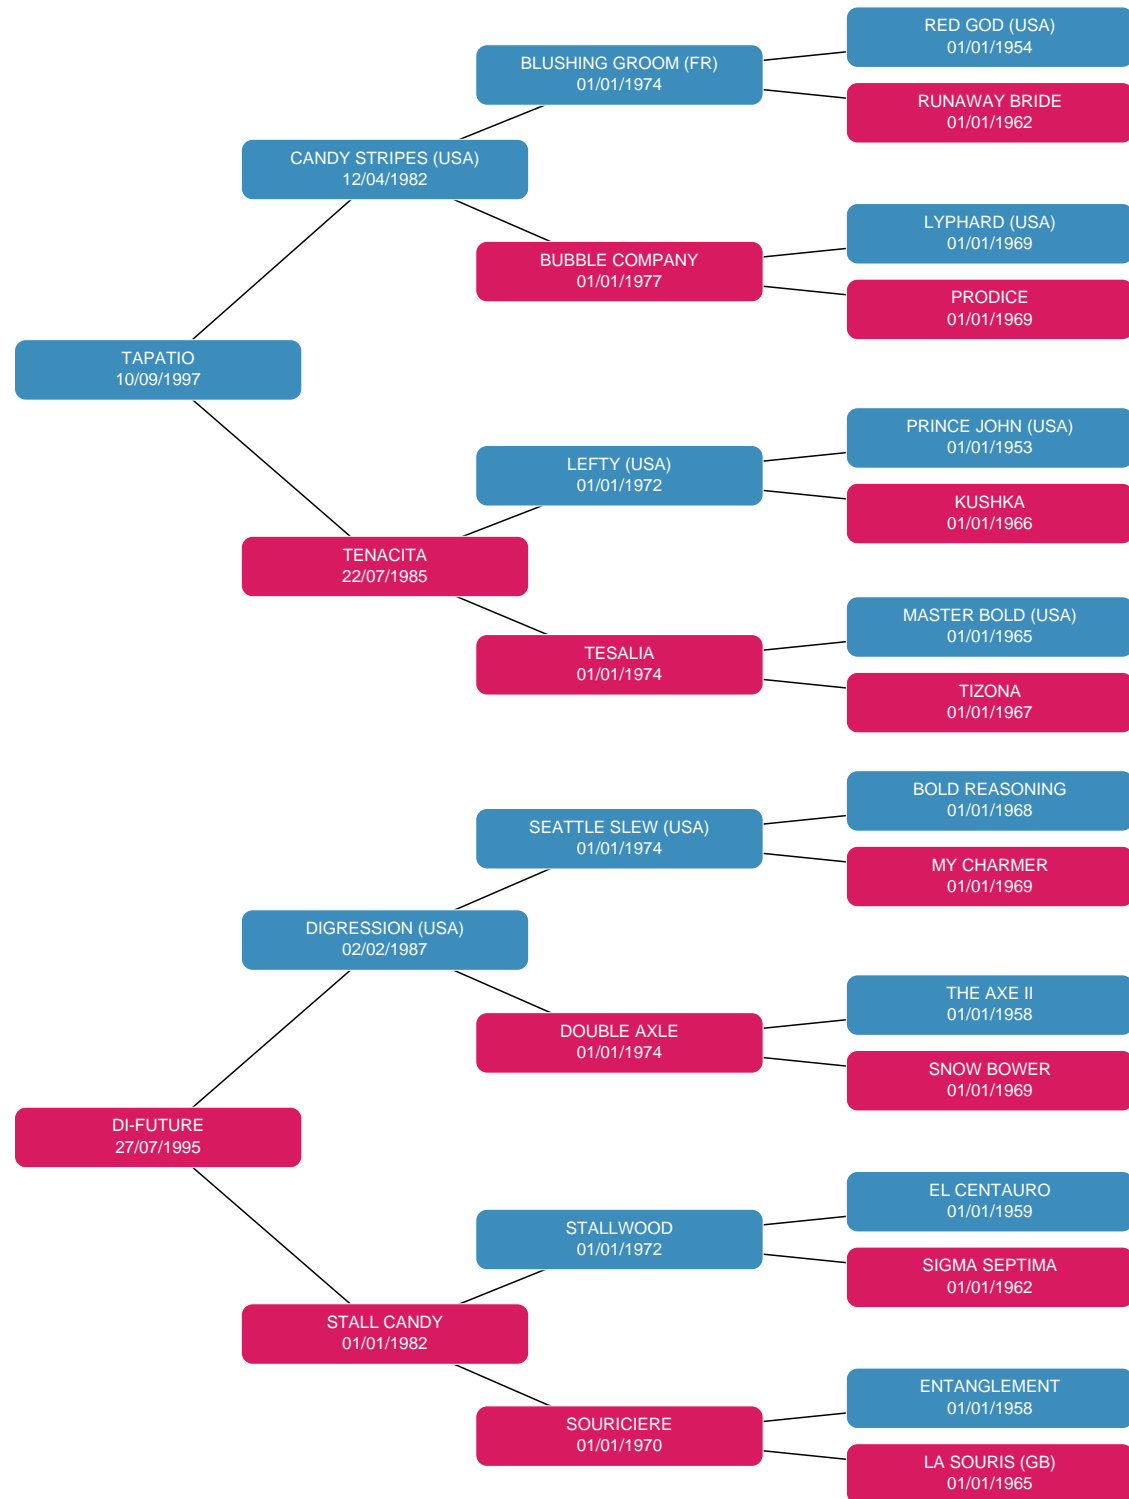 RED GOD (USA)
01/01/1954
BLUSHING GROOM (FR)
01/01/1974
RUNAWAY BRIDE
01/01/1962
CANDY STRIPES (USA)
12/04/1982
LYPHARD (USA)
01/01/1969
BUBBLE COMPANY
01/01/1977
PRODICE
01/01/1969
TAPATIO
10/09/1997
PRINCE JOHN (USA)
01/01/1953
LEFTY (USA)
01/01/1972
KUSHKA
01/01/1966
TENACITA
22/07/1985
MASTER BOLD (USA)
01/01/1965
TESALIA
01/01/1974
TIZONA
01/01/1967
BOLD REASONING
01/01/1968
SEATTLE SLEW (USA)
01/01/1974
MY CHARMER
01/01/1969
DIGRESSION (USA)
02/02/1987
THE AXE II
01/01/1958
DOUBLE AXLE
01/01/1974
SNOW BOWER
01/01/1969
DI-FUTURE
27/07/1995
EL CENTAURO
01/01/1959
STALLWOOD
01/01/1972
SIGMA SEPTIMA
01/01/1962
STALL CANDY
01/01/1982
ENTANGLEMENT
01/01/1958
SOURICIERE
01/01/1970
LA SOURIS (GB)
01/01/1965